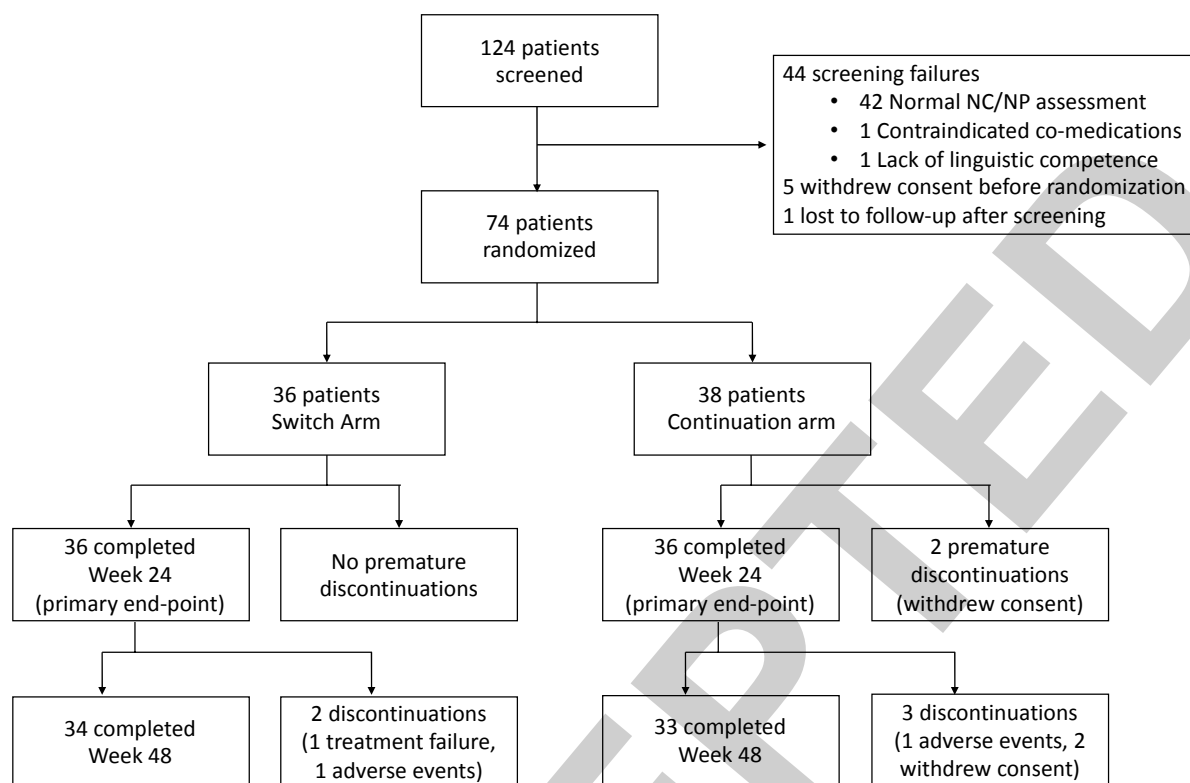 124 patients
screened
44 screening failures
• 42 Normal NC/NP assessment
• 1 Contraindicated co-medications
• 1 Lack of linguistic competence
5 withdrew consent before randomization
1 lost to follow-up after screening
74 patients
randomized
36 patients
Switch Arm
38 patients
Continuation arm
36 completed
Week 24
(primary end-point)
No premature
discontinuations
36 completed
Week 24
(primary end-point)
2 premature
discontinuations
(withdrew consent)
34 completed
Week 48
2 discontinuations
(1 treatment failure,
1 adverse events)
33 completed
Week 48
3 discontinuations
(1 adverse events, 2
withdrew consent)
PTED